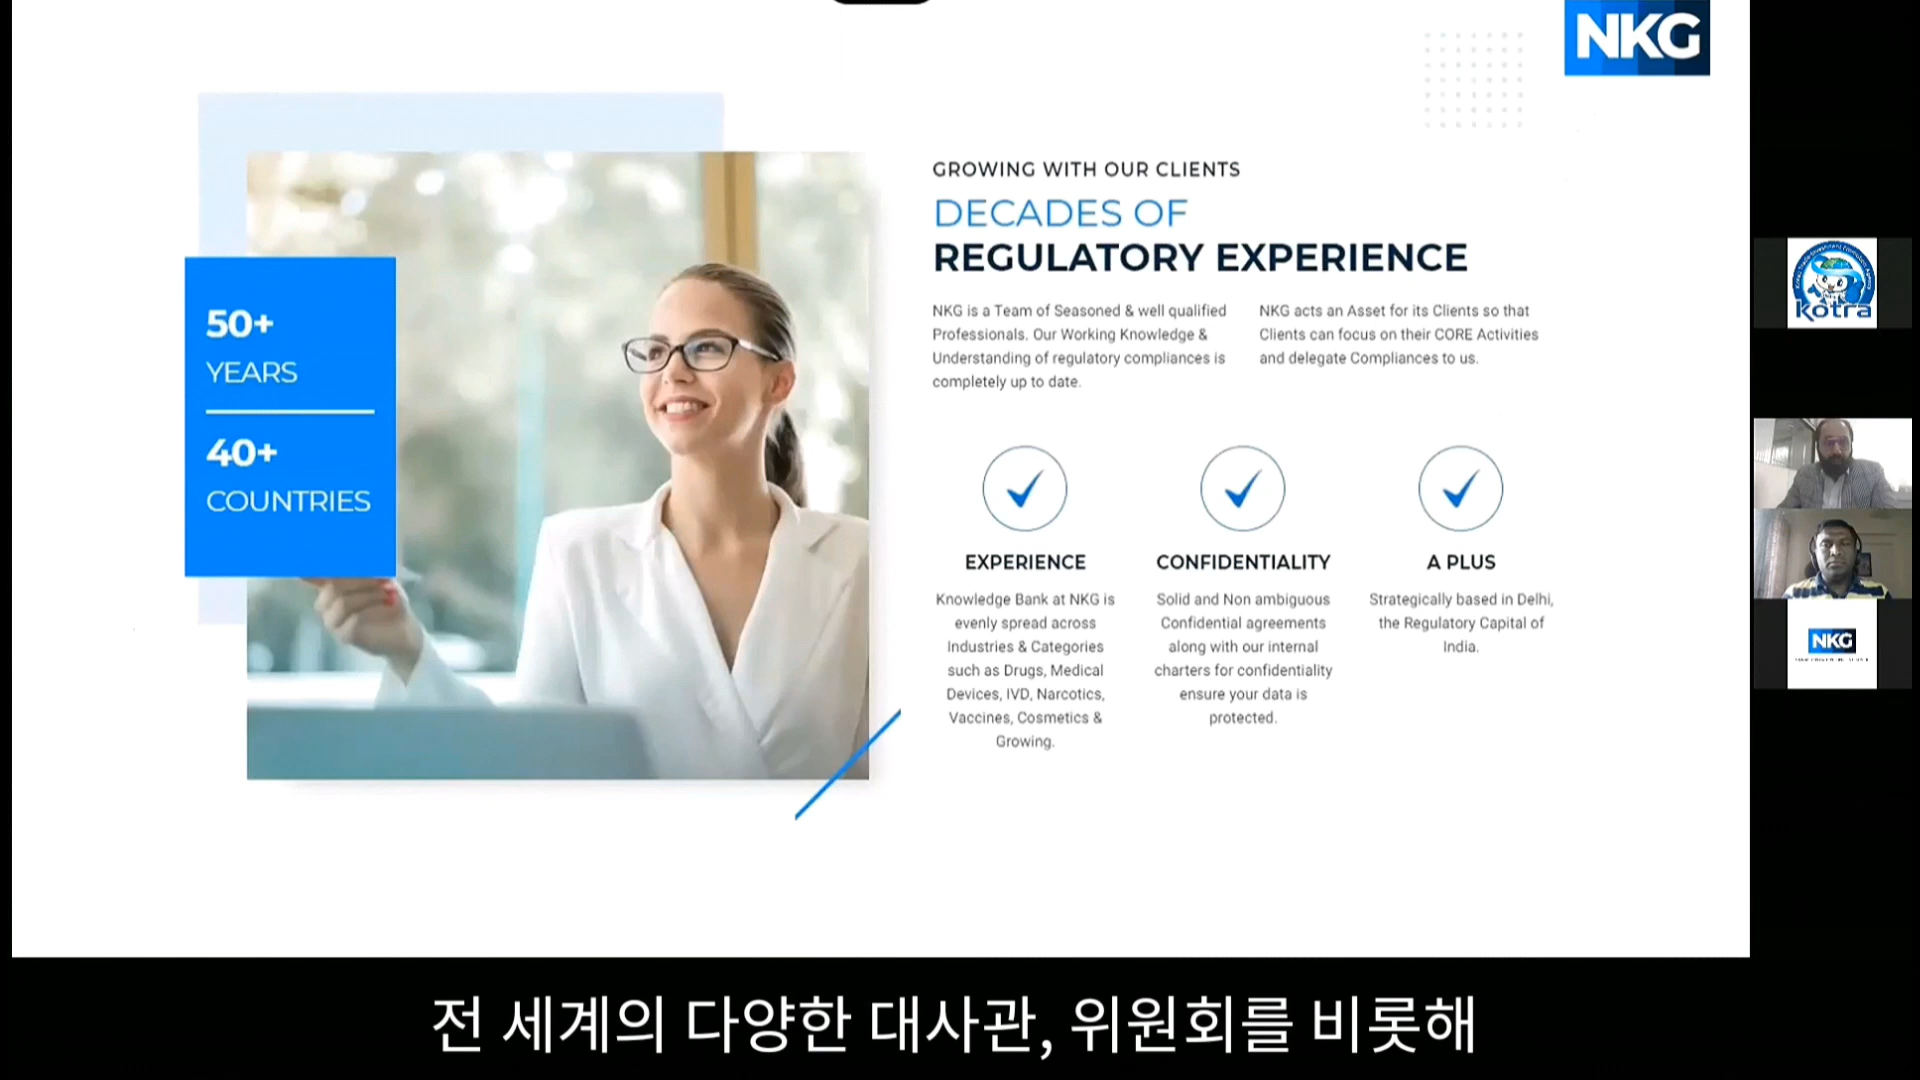 NKG
GROWING WITH OUR CLIENTS
DECADES OF
REGULATORY EXPERIENCE
50+
YEARS
40+
COUNTRIES
NKG is a Team of Seasoned & well qualified
Professionals. Our Working Knowledge &
Understanding of regulatory compliances is
completely up to date.
NKG acts an Asset for its Clients so that
Clients can focus on their CORE Activities
and delegate Compliances to us.
EXPERIENCE
Knowledge Bank at NKG is
evenly spread across
Industries & Categories
such as Drugs, Medical
Devices, IVD, Narcotics,
Vaccines, Cosmetics &
Growing.
CONFIDENTIALITY
Solid and Non ambiguous
Confidential agreements
along with our internal
charters for confidentiality
ensure your data is
protected.
A PLUS
Strategically based in Delhi,
the Regulatory Capital of
India.
kotra
NKG
전 세계의 다양한 대사관, 위원회를 비롯해